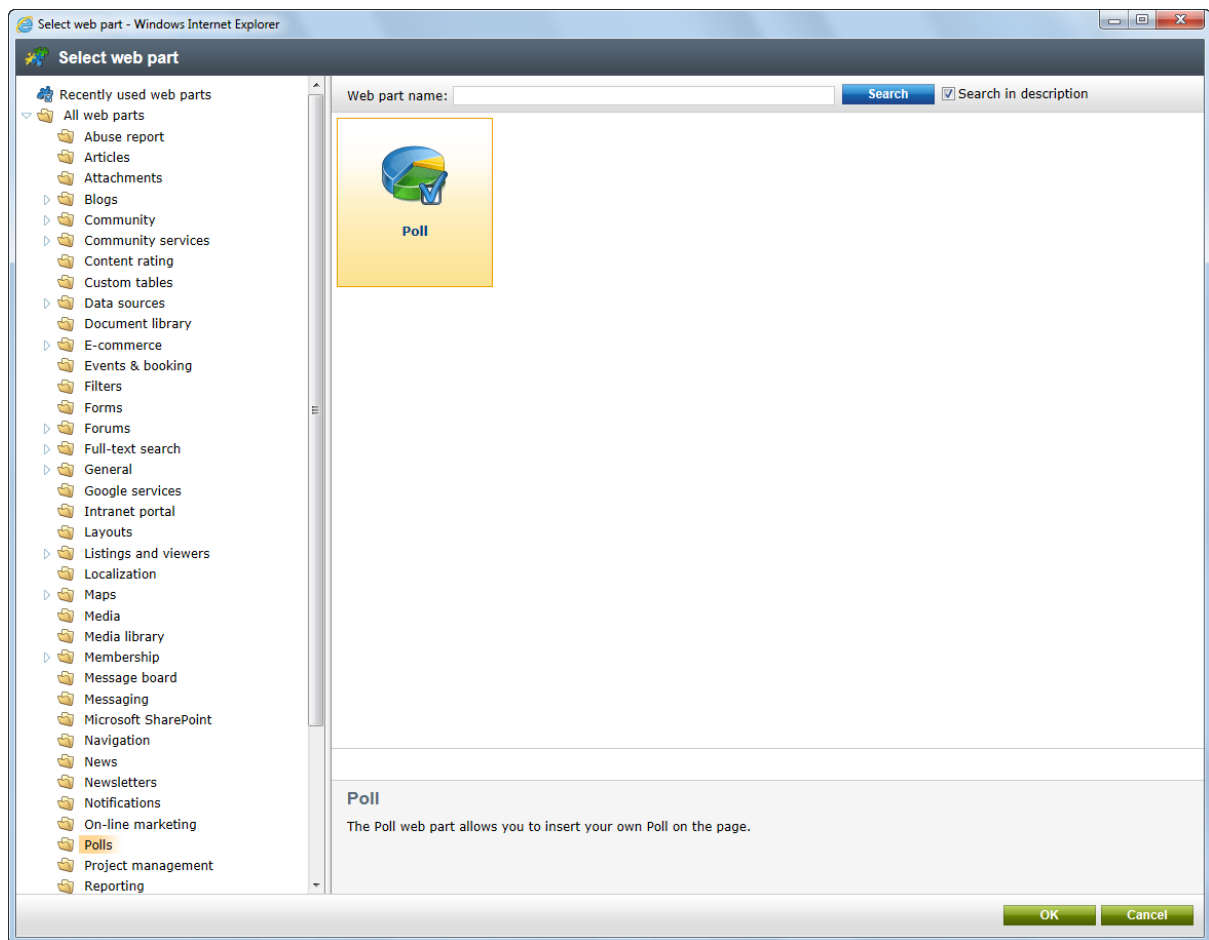 Select web part - Windows Internet Explorer
Select web part
Recently used web parts
All web parts
Abuse report
Articles
Attachments
Blogs
Community
Community services
Content rating
Custom tables
Data sources
Document library
E-commerce
Events & booking
Filters
Forms
Forums
Full-text search
General
Google services
Intranet portal
Layouts
Listings and viewers
Localization
Maps
Media
Media library
Membership
Message board
Messaging
Microsoft SharePoint
Navigation
News
Newsletters
Notifications
On-line marketing
Polls
Project management
Reporting
Web part name: Search Search in description
Poll
Poll
The Poll web part allows you to insert your own Poll on the page.
OK Cancel